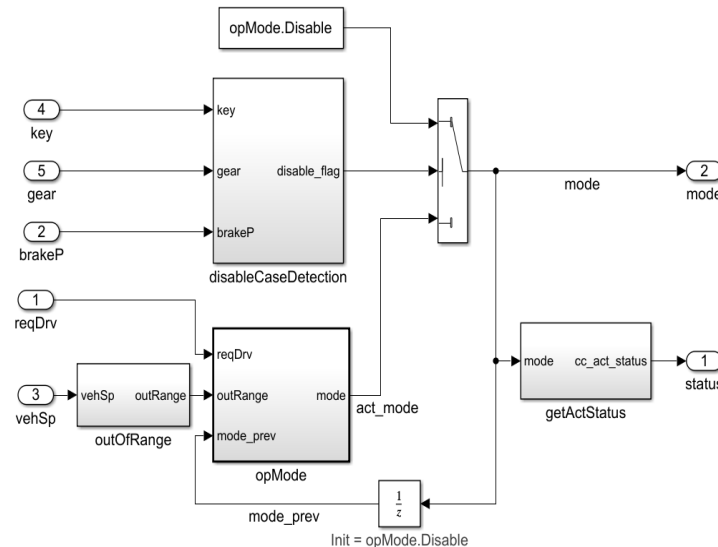 opMode.Disable
4
key
key
5
gear
gear
disable_flag
2
brakeP
brakeP
disableCaseDetection
mode
2
mode
1
reqDrv
reqDrv
3
vehSp
vehSp
outRange
outOfRange
outRange
mode
act_mode
mode_prev
opMode
mode
cc_act_status
getActStatus
1
status
mode_prev
1
z
Init = opMode.Disable